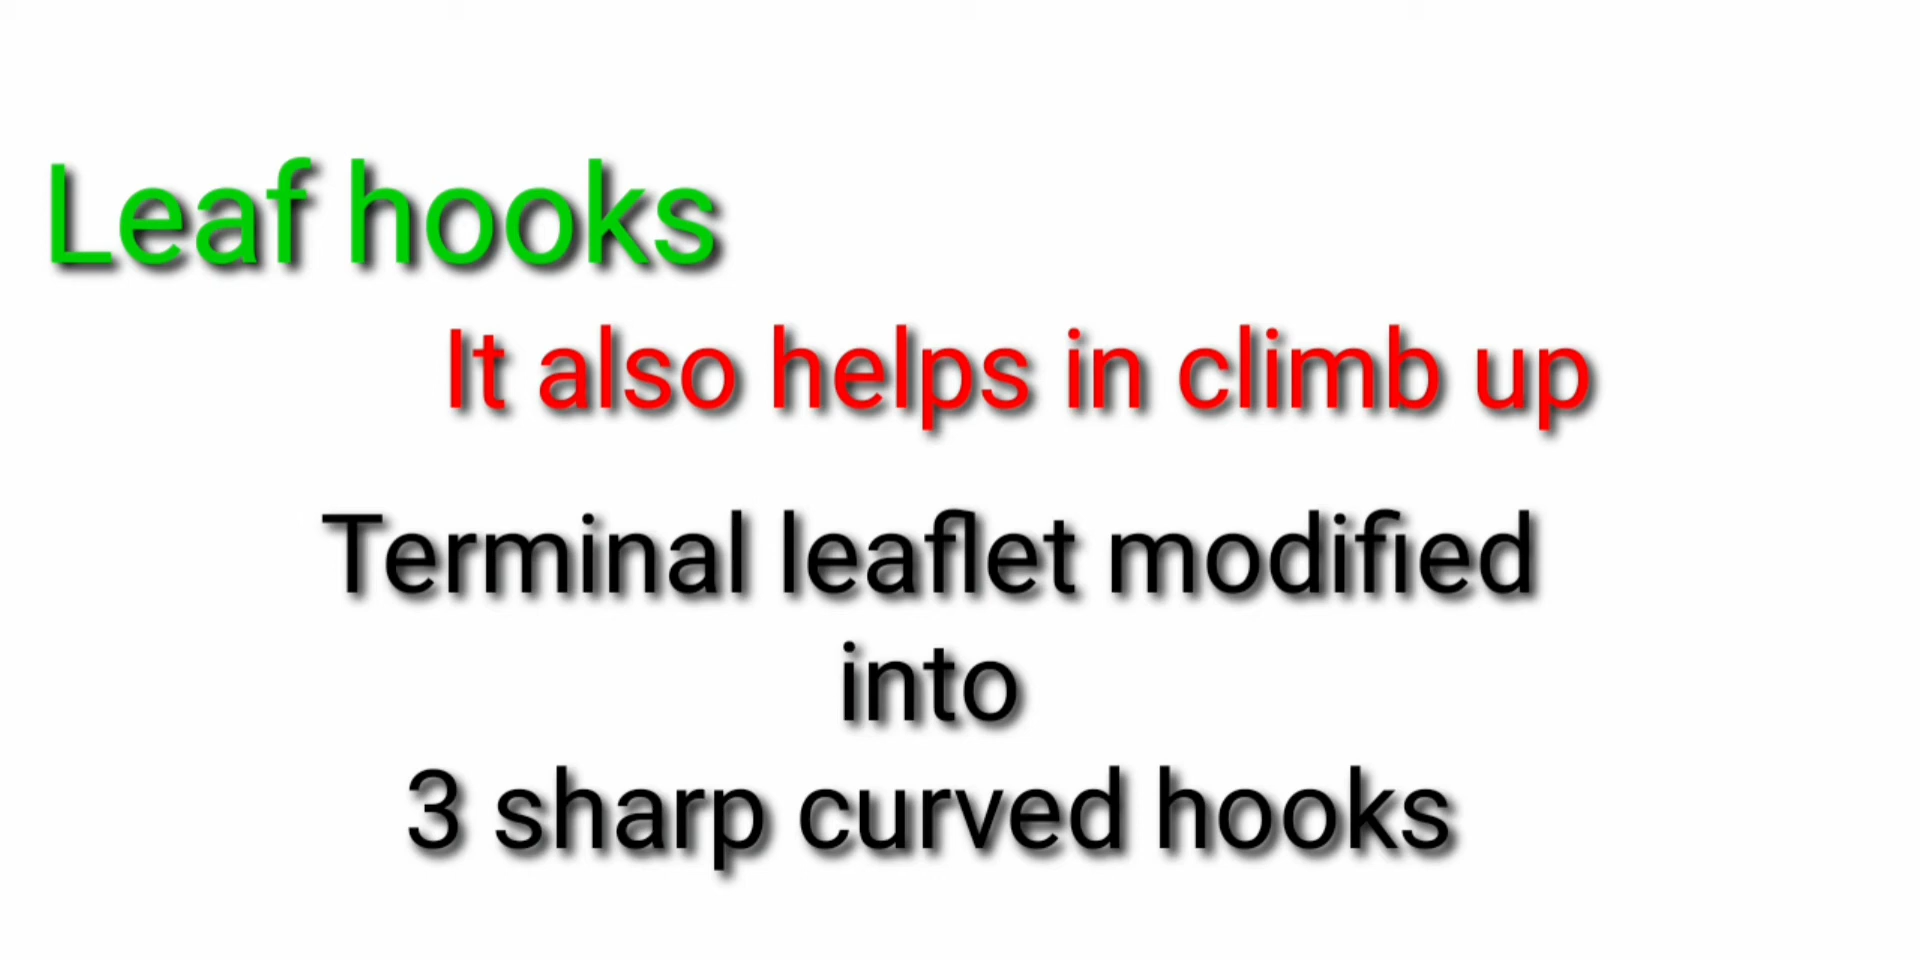 Leaf hooks
It also helps in climb up
Terminal leaflet modified
into
3 sharp curved hooks